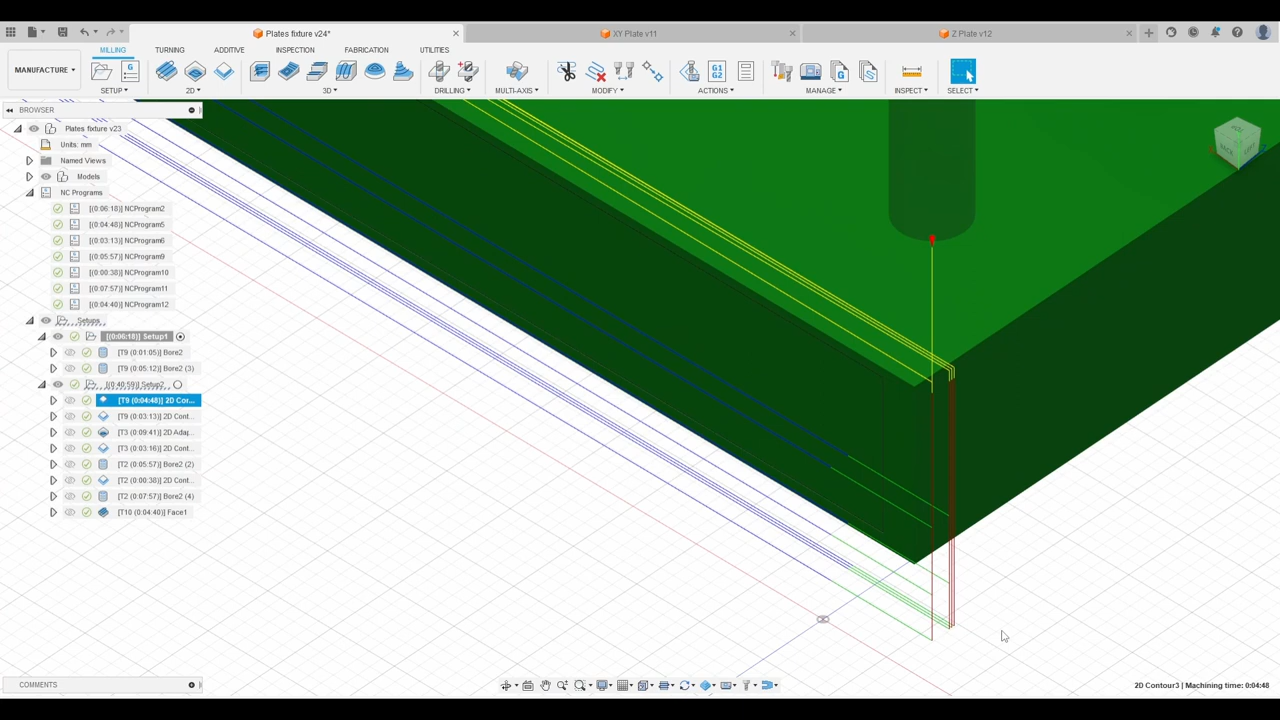 Plates fixture v24*
XY Plate v11
Z Plate v12
MILLING
TURNING
ADDITIVE
INSPECTION
FABRICATION
UTILITIES
MANUFACTURE
G1
G2
SETUP
2D
3D
DRILLING
MULTI-AXIS
MODIFY
ACTIONS
MANAGE
INSPECT
SELECT
BROWSER
Plates fixture v23
Units: mm
Named Views
Models
NC Programs
[(0:06:18)] NCProgram2
[(0:04:48)] NCProgram5
[(0:03:13)] NCProgram6
[(0:05:57)] NCProgram9
[(0:00:38)] NCProgram10
[(0:07:57)] NCProgram11
[(0:04:40)] NCProgram12
Setups
[(0:06:18)] Setup1
[T9 (0:01:05)] Bore2
[T9 (0:05:12)] Bore2 (3)
[(0:40:59)] Setup2
[T9 (0:04:48)] 2D Con...
[T9 (0:03:13)] 2D Cont...
[T3 (0:09:41)] 2D Adap...
[T3 (0:03:16)] 2D Cont...
[T2 (0:05:57)] Bore2 (2)
[T2 (0:00:38)] 2D Cont...
[T2 (0:07:57)] Bore2 (4)
[T10 (0:04:40)] Face1
BACK
LEFT
COMMENTS
2D Contour3 | Machining time: 0:04:48